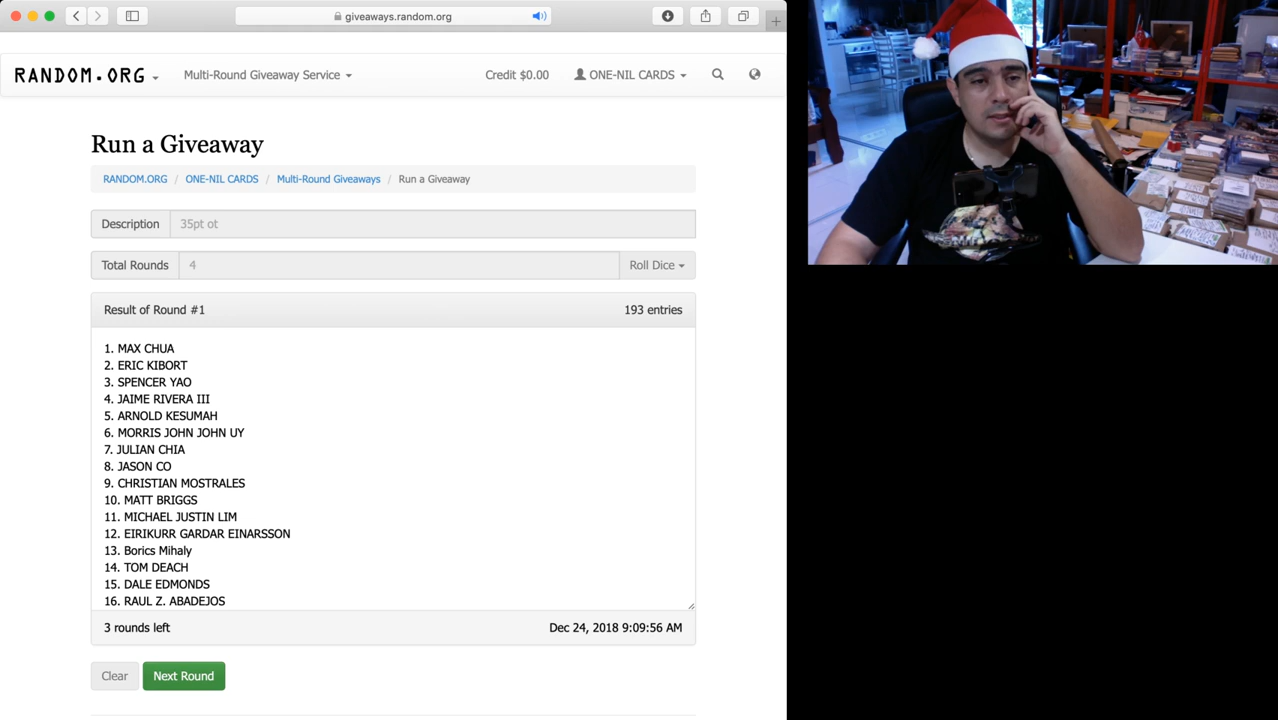 giveaways.random.org
RANDOM.ORG Multi-Round Giveaway Service Credit $0.00 ONE-NIL CARDS
Run a Giveaway
RANDOM.ORG / ONE-NIL CARDS / Multi-Round Giveaways / Run a Giveaway
Description 35pt ot
Total Rounds 4 Roll Dice
Result of Round #1 193 entries
1. MAX CHUA
2. ERIC KIBORT
3. SPENCER YAO
4. JAIME RIVERA III
5. ARNOLD KESUMAH
6. MORRIS JOHN JOHN UY
7. JULIAN CHIA
8. JASON CO
9. CHRISTIAN MOSTRALES
10. MATT BRIGGS
11. MICHAEL JUSTIN LIM
12. EIRIKURR GARDAR EINARSSON
13. Borics Mihaly
14. TOM DEACH
15. DALE EDMONDS
16. RAUL Z. ABADEJOS
3 rounds left Dec 24, 2018 9:09:56 AM
Clear Next Round